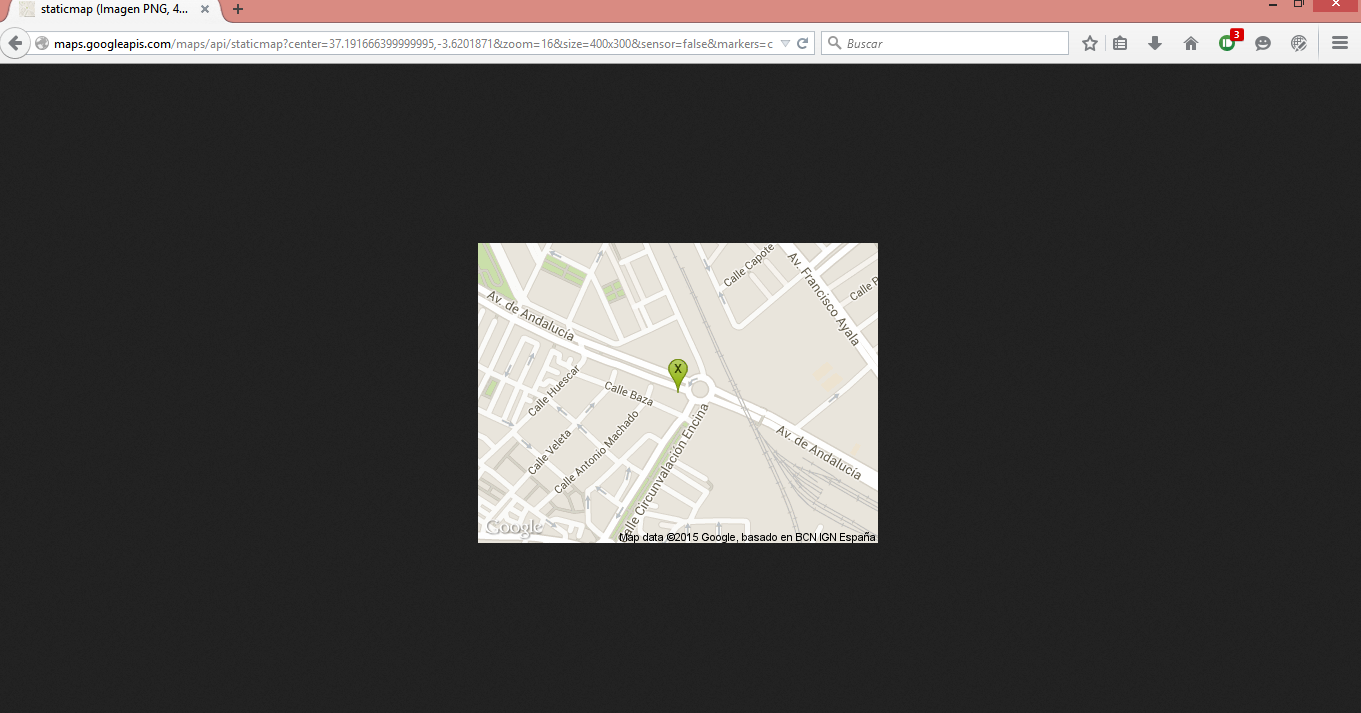 staticmap (Imagen PNG, 4...
maps.googleapis.com/maps/api/staticmap?center=37.191666399999995,-3.6201871&zoom=16&size=400x300&sensor=false&markers=c
Buscar
3
Calle Capote
Av. Francisco Ayala
Calle P
Av. de Andalucía
X
Calle Huescar
Calle Baza
Calle Veleta
Calle Antonio Machado
Calle Circunvalación Encina
Av. de Andalucía
Google
Map data ©2015 Google, basado en BCN IGN España